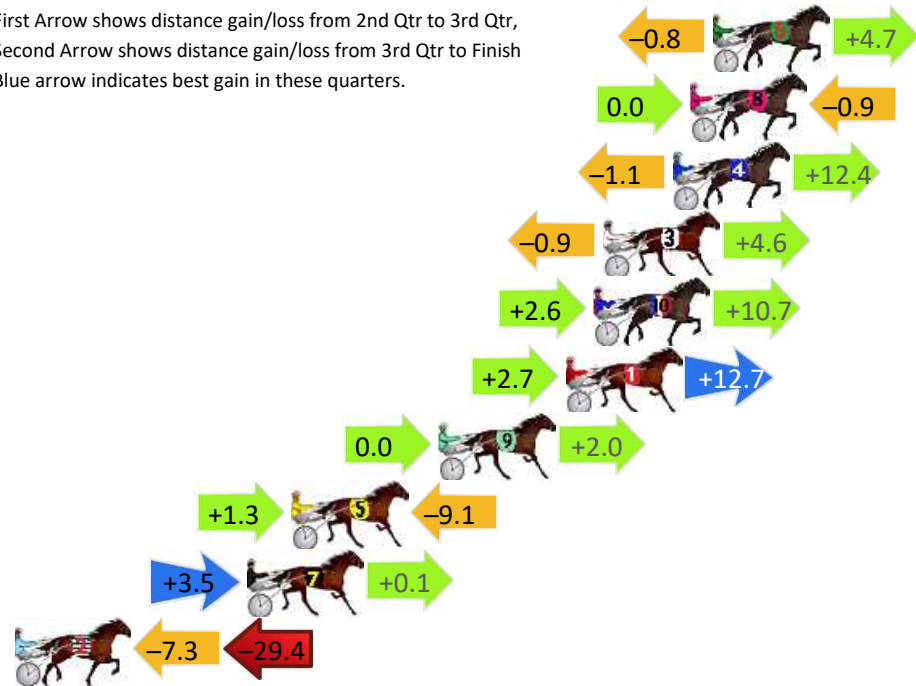 First Arrow shows distance gain/loss from 2nd Qtr to 3rd Qtr,
Second Arrow shows distance gain/loss from 3rd Qtr to Finish
Blue arrow indicates best gain in these quarters.
–0.8 +4.7
0.0 8 –0.9
–1.1 4 +12.4
–0.9 3 +4.6
+2.6 10 +10.7
+2.7 1 +12.7
0.0 9 +2.0
+1.3 5 –9.1
+3.5 7 +0.1
2 –7.3 –29.4